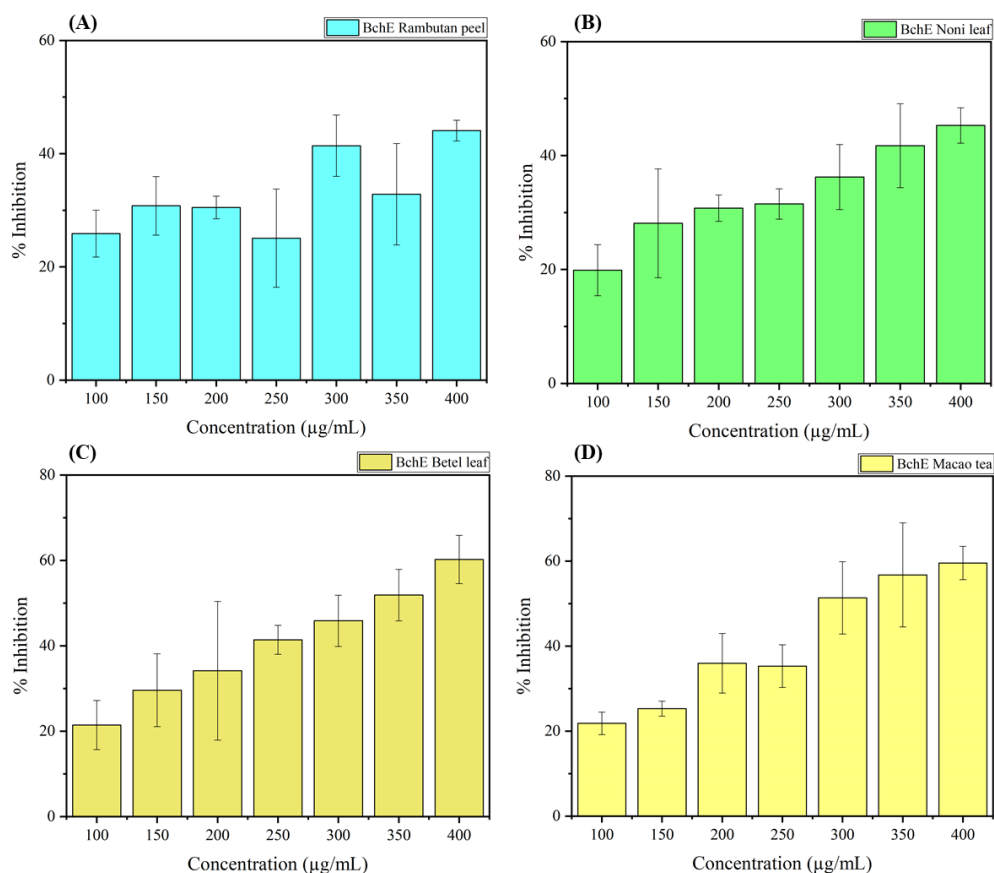 (A)
BchE Rambutan peel
60
40
20
0
% Inhibition
100 150 200 250 300 350 400
Concentration (µg/mL)
(B)
BchE Noni leaf
60
40
20
0
% Inhibition
100 150 200 250 300 350 400
Concentration (µg/mL)
(C)
BchE Betel leaf
80
60
40
20
0
% Inhibition
100 150 200 250 300 350 400
Concentration (µg/mL)
(D)
BchE Macao tea
80
60
40
20
0
% Inhibition
100 150 200 250 300 350 400
Concentration (µg/mL)